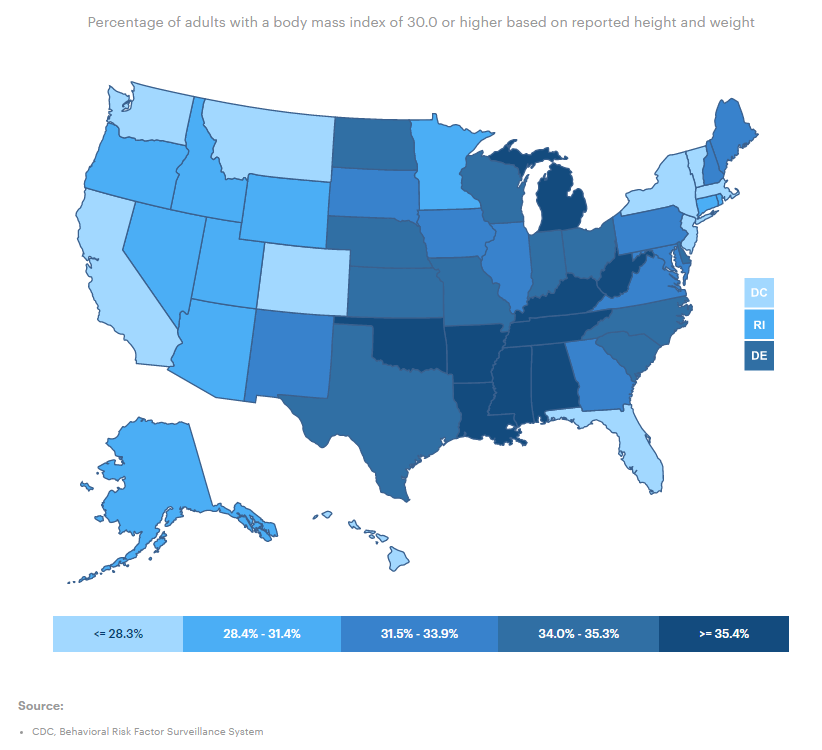 Percentage of adults with a body mass index of 30.0 or higher based on reported height and weight
DC
RI
DE
<= 28.3% 28.4% - 31.4% 31.5% - 33.9% 34.0% - 35.3% >= 35.4%
Source:
• CDC, Behavioral Risk Factor Surveillance System